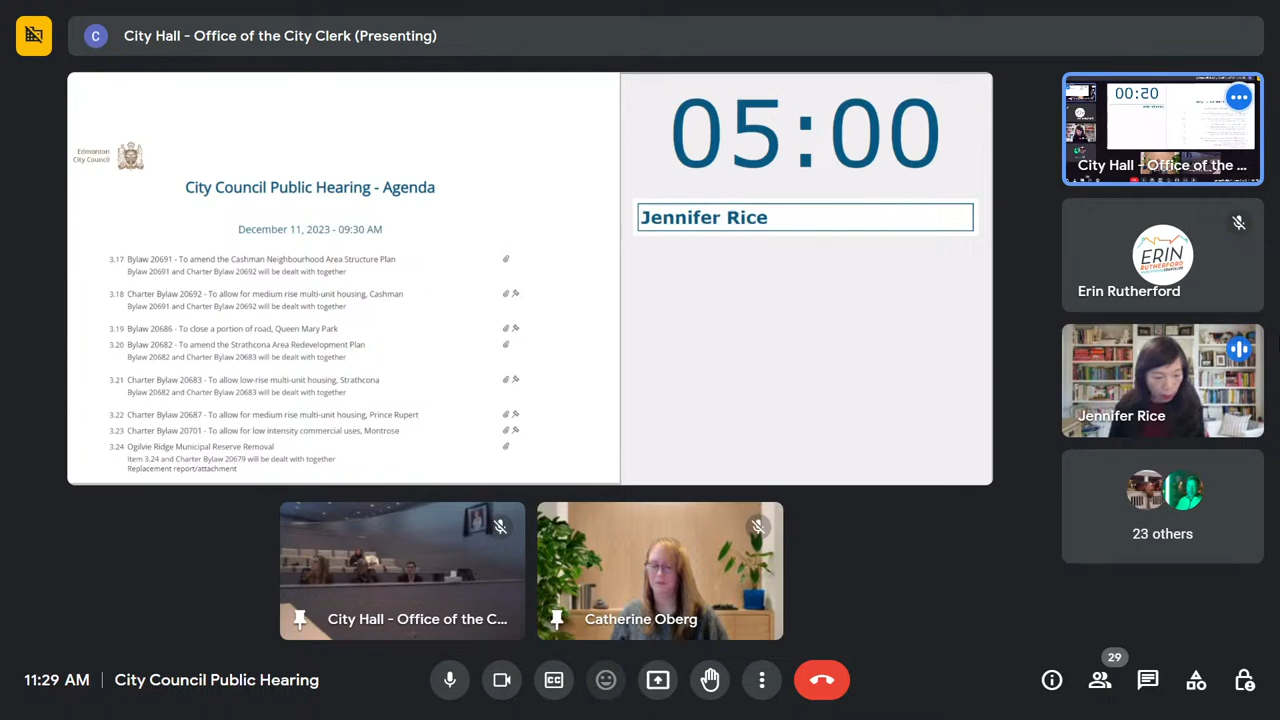 C City Hall - Office of the City Clerk (Presenting)
Edmonton
City Council
City Council Public Hearing - Agenda
December 11, 2023 - 09:30 AM
3.17 Bylaw 20691 - To amend the Cashman Neighbourhood Area Structure Plan
Bylaw 20691 and Charter Bylaw 20692 will be dealt with together
3.18 Charter Bylaw 20692 - To allow for medium rise multi-unit housing, Cashman
Bylaw 20691 and Charter Bylaw 20692 will be dealt with together
3.19 Bylaw 20686 - To close a portion of road, Queen Mary Park
3.20 Bylaw 20682 - To amend the Strathcona Area Redevelopment Plan
Bylaw 20682 and Charter Bylaw 20683 will be dealt with together
3.21 Charter Bylaw 20683 - To allow low-rise multi-unit housing, Strathcona
Bylaw 20682 and Charter Bylaw 20683 will be dealt with together
3.22 Charter Bylaw 20687 - To allow for medium rise multi-unit housing, Prince Rupert
3.23 Charter Bylaw 20701 - To allow for low intensity commercial uses, Montrose
3.24 Ogilvie Ridge Municipal Reserve Removal
Item 3.24 and Charter Bylaw 20679 will be dealt with together
Replacement report/attachment
05:00
Jennifer Rice
00:50
City Hall - Office of the ...
ERIN
RUTHERFORD
Erin Rutherford
Jennifer Rice
23 others
City Hall - Office of the C...
Catherine Oberg
11:29 AM | City Council Public Hearing
CC
29